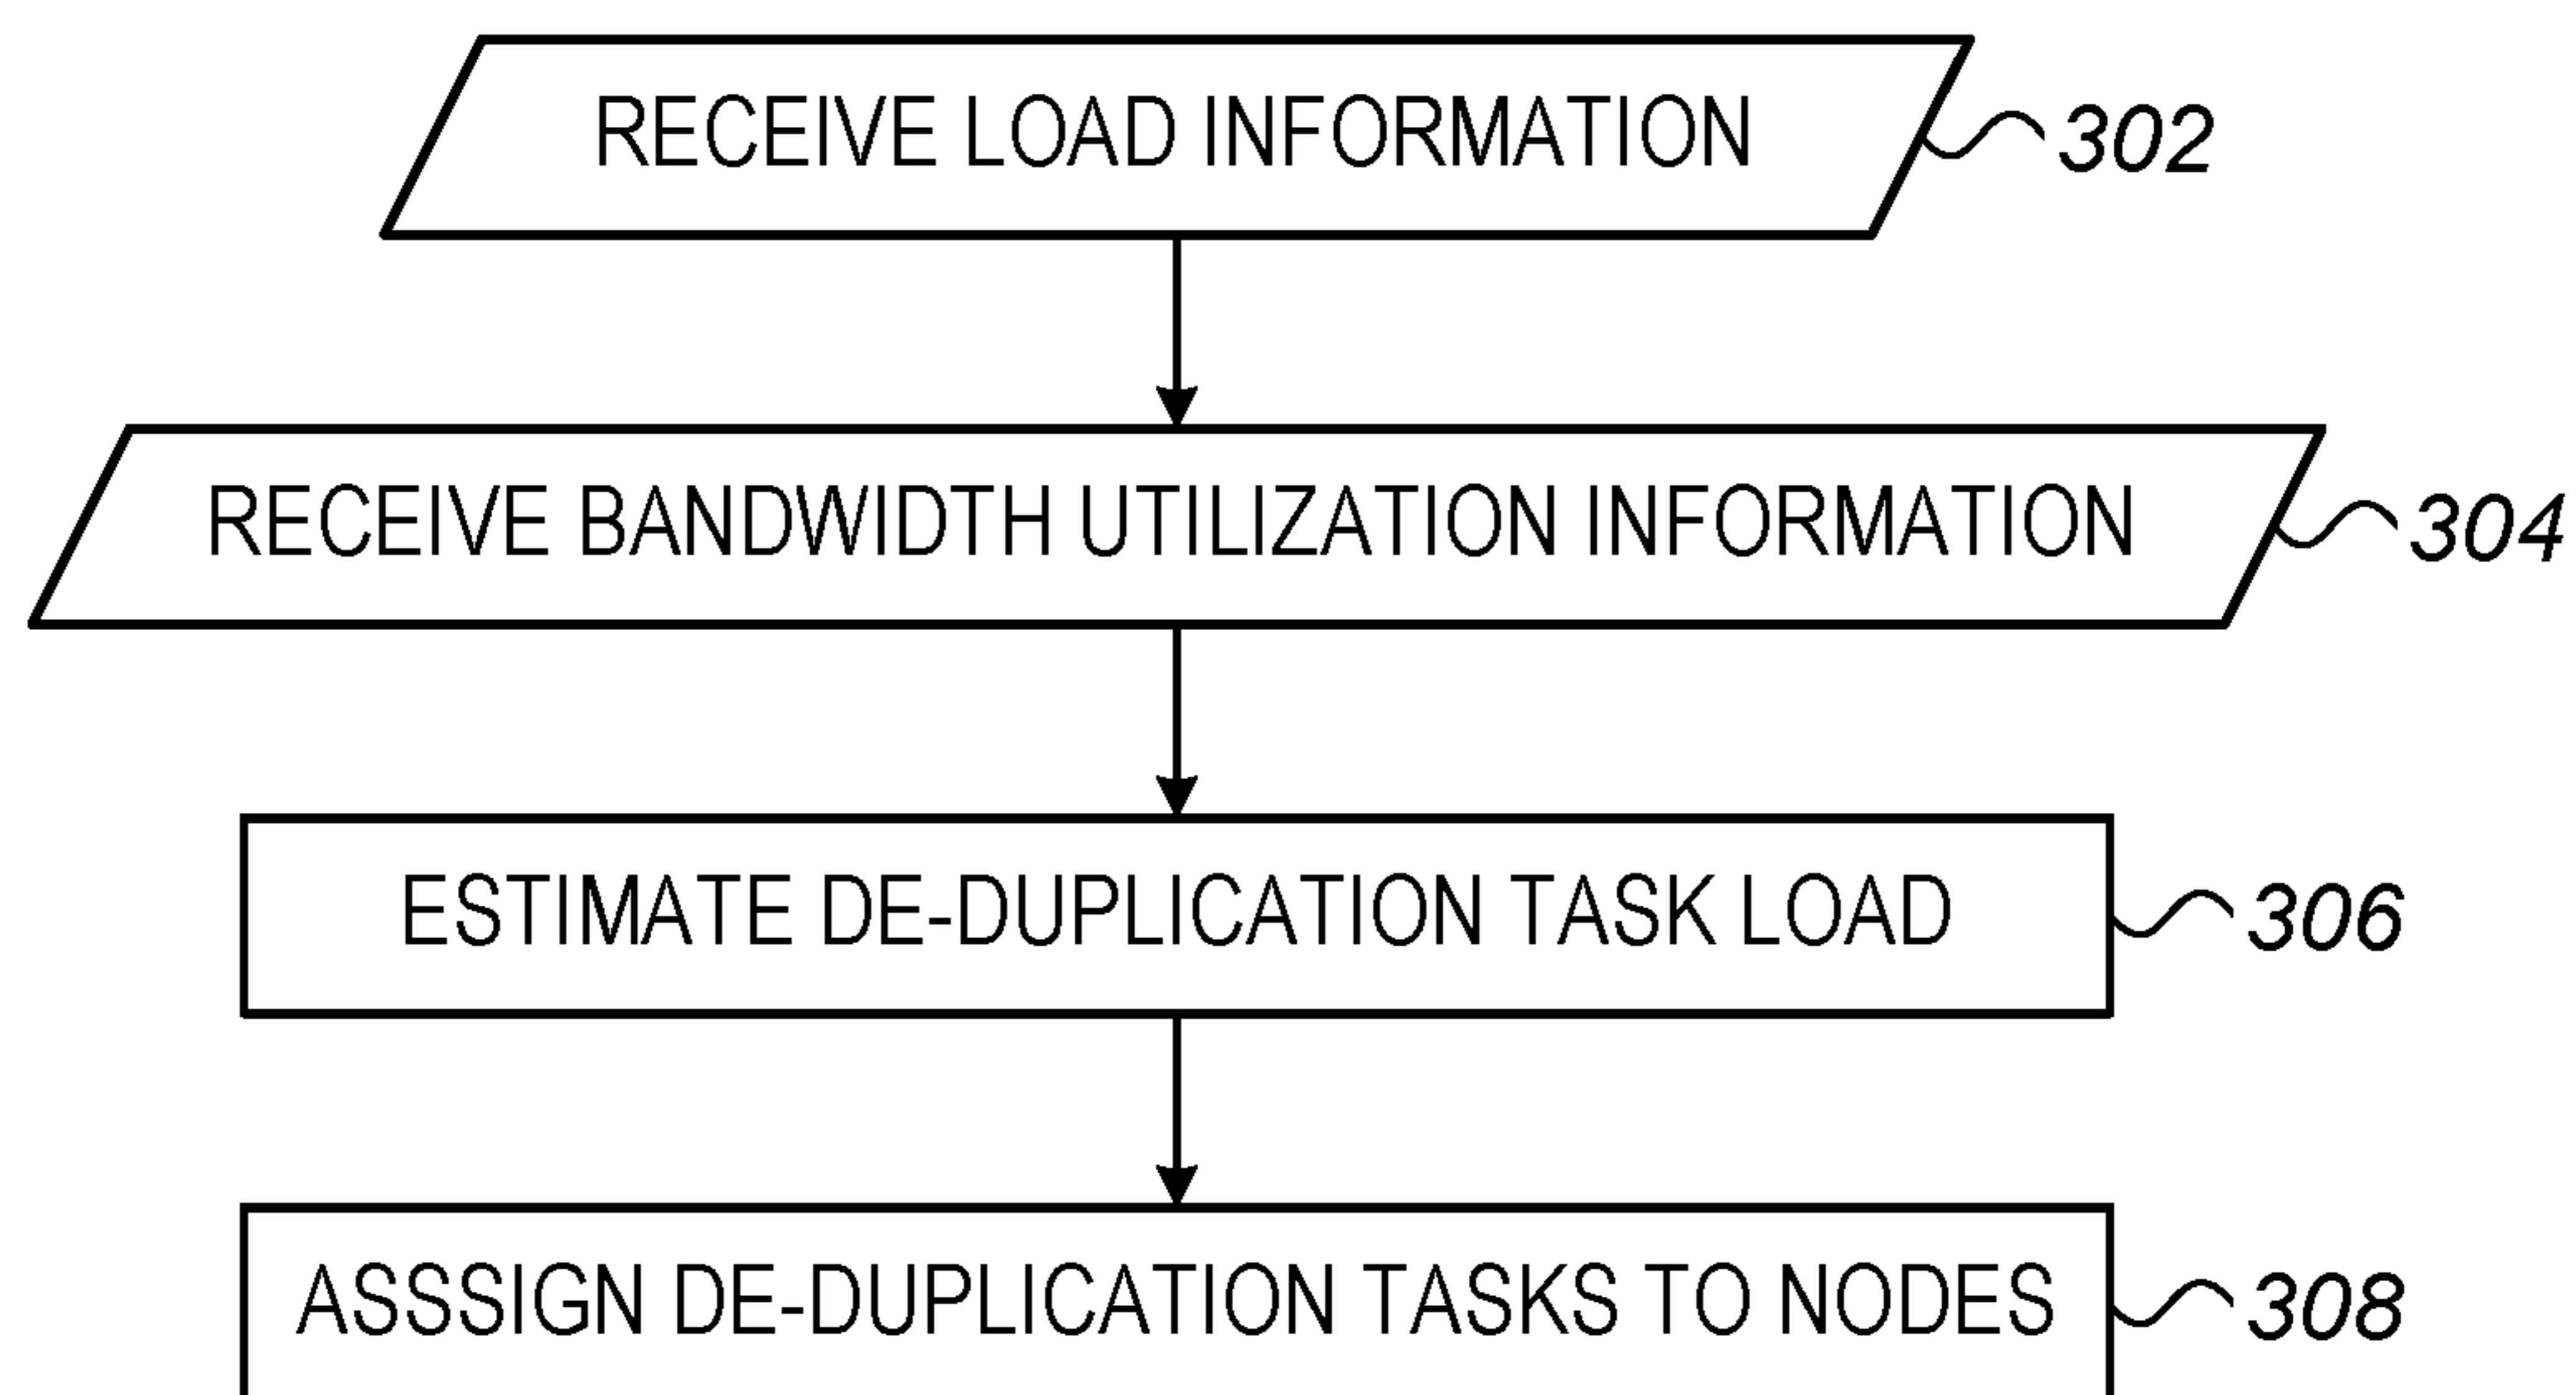 RECEIVE LOAD INFORMATION 302
RECEIVE BANDWIDTH UTILIZATION INFORMATION 304
ESTIMATE DE-DUPLICATION TASK LOAD 306
ASSSIGN DE-DUPLICATION TASKS TO NODES 308